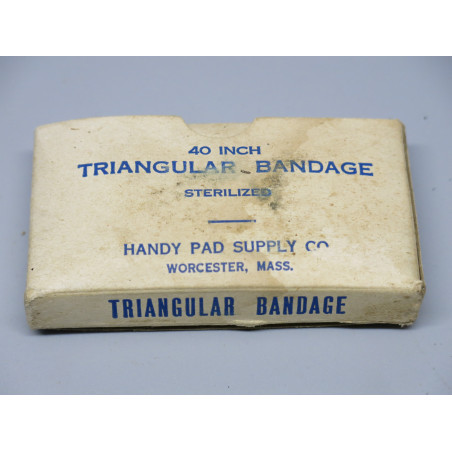 40 INCH
TRIANGULAR BANDAGE
STERILIZED
HANDY PAD SUPPLY CO
WORCESTER, MASS.
TRIANGULAR BANDAGE